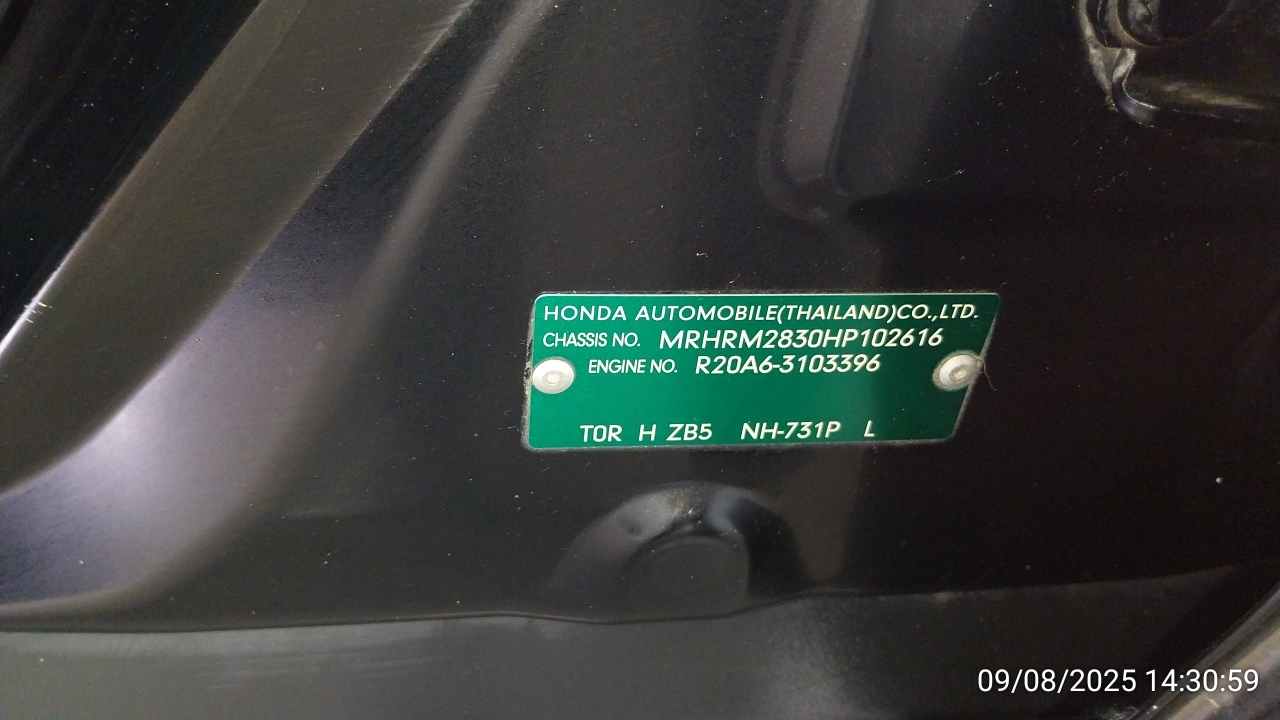 HONDA AUTOMOBILE(THAILAND)CO.,LTD.
CHASSIS NO. MRHRM2830HP102616
ENGINE NO. R20A6-3103396
TOR H ZB5 NH-731P L
09/08/2025 14:30:59